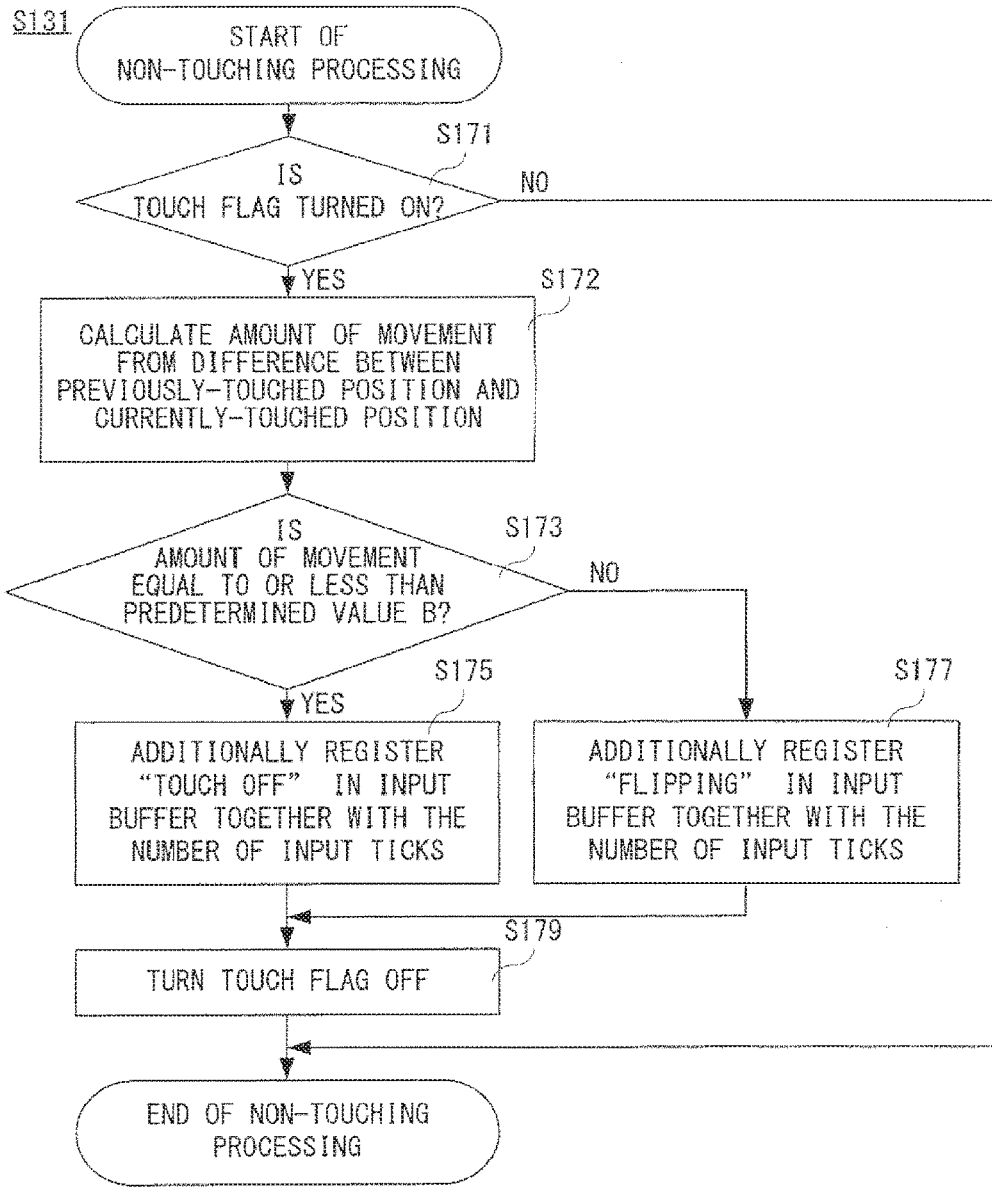 S131
START OF
NON-TOUCHING PROCESSING
S171
IS
TOUCH FLAG TURNED ON?
NO
YES
S172
CALCULATE AMOUNT OF MOVEMENT
FROM DIFFERENCE BETWEEN
PREVIOUSLY-TOUCHED POSITION AND
CURRENTLY-TOUCHED POSITION
S173
IS
AMOUNT OF MOVEMENT
EQUAL TO OR LESS THAN
PREDETERMINED VALUE B?
NO
YES
S175
ADDITIONALLY REGISTER
“TOUCH OFF” IN INPUT
BUFFER TOGETHER WITH THE
NUMBER OF INPUT TICKS
S177
ADDITIONALLY REGISTER
“FLIPPING” IN INPUT
BUFFER TOGETHER WITH THE
NUMBER OF INPUT TICKS
S179
TURN TOUCH FLAG OFF
END OF NON-TOUCHING
PROCESSING